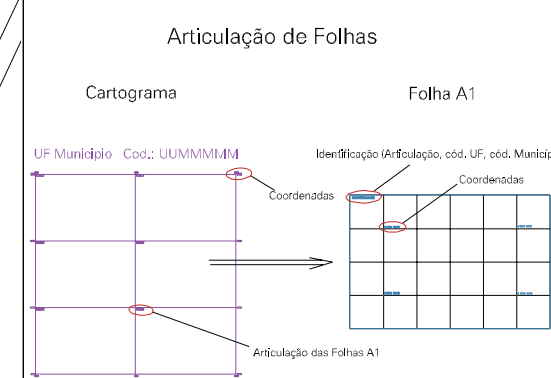 Articulação de Folhas
Cartograma
Folha A1
UF Municipio Cod.: UUMMMMM
Identificação (Articulação, cód. UF, cód. Municíp
Coordenadas
Coordenadas
Articulação das Folhas A1